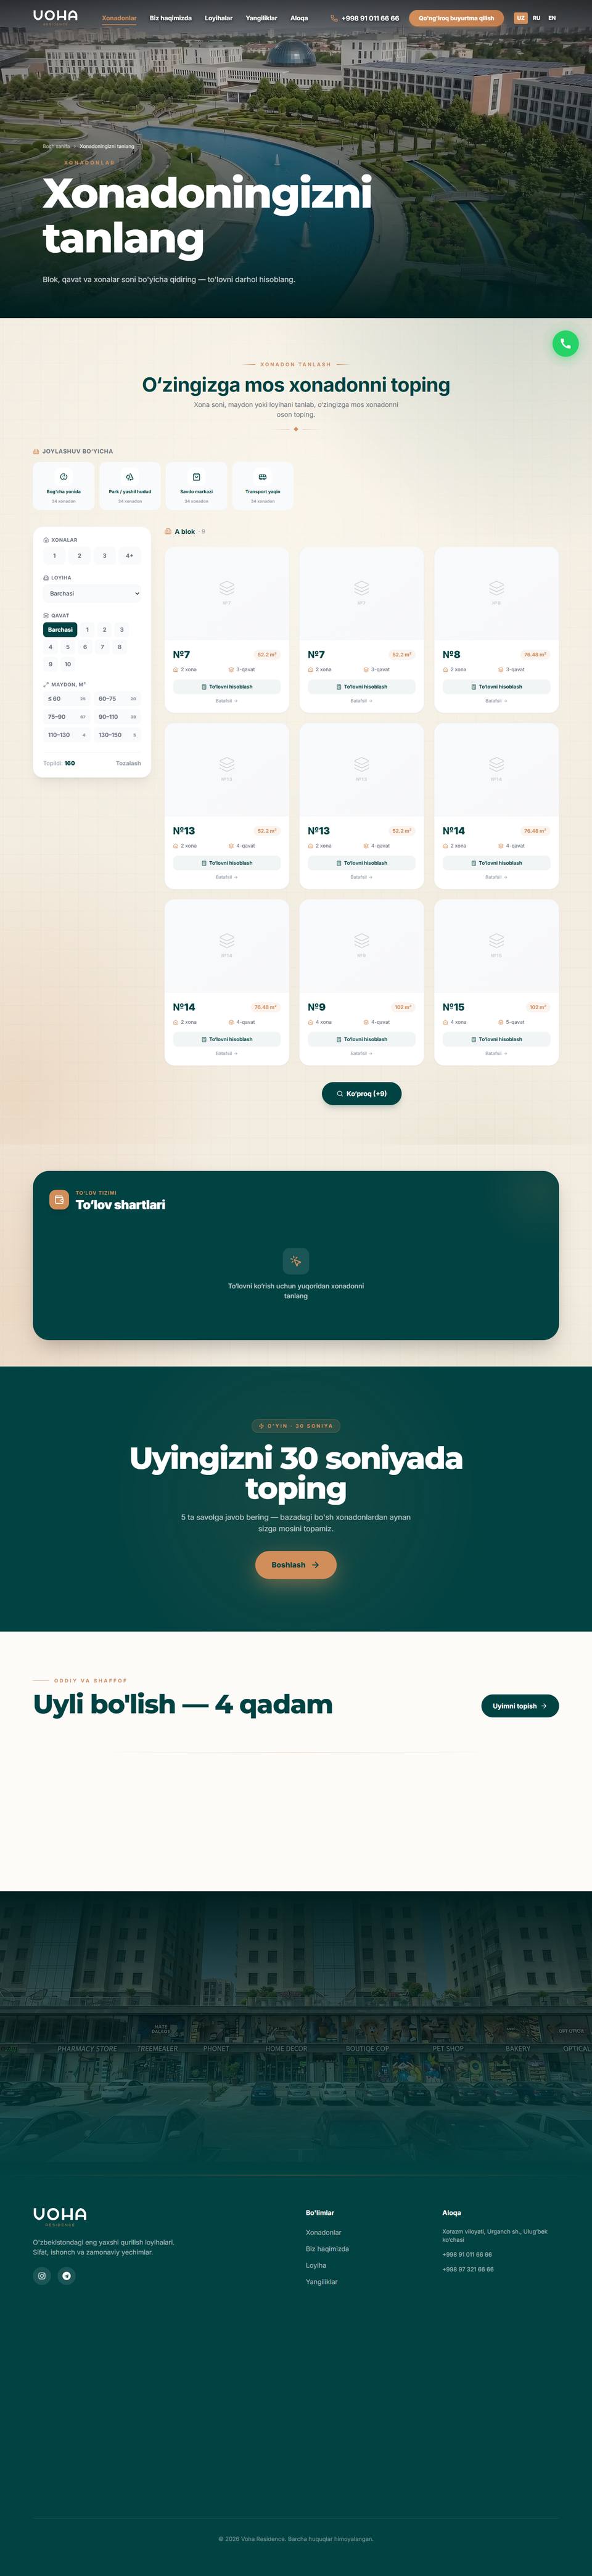 VOHA
RESIDENCE
Xonadonlar
Biz haqimizda
Loyihalar
Yangiliklar
Aloqa
+998 91 011 66 66
Qo'ng'iroq buyurtma qilish
UZ
RU
EN
Bosh sahifa
Xonadoningizni tanlang
XONADONLAR
Xonadoningizni
tanlang
Blok, qavat va xonalar soni bo'yicha qidiring — to'lovni darhol hisoblang.
XONADON TANLASH
O'zingizga mos xonadonni toping
Xona soni, maydon yoki loyihani tanlab, o'zingizga mos xonadonni
oson toping.
JOYLASHUV BO'YICHA
Bog'cha yonida
54 xonadon
Park / yashil hudud
54 xonadon
Savdo markazi
54 xonadon
Transport yaqin
54 xonadon
XONALAR
1
2
3
4+
LOYIHA
Barchasi
QAVAT
Barchasi
1
2
3
4
5
6
7
8
9
10
MAYDON, M²
≤ 60
60–75
75–90
90–110
110–130
130–150
Topildi: 160
Tozalash
A blok · 9
№7
52.2 m²
2 xona
3-qavat
To'lovni hisoblash
Batafsil →
№7
52.2 m²
2 xona
3-qavat
To'lovni hisoblash
Batafsil →
№8
76.48 m²
2 xona
3-qavat
To'lovni hisoblash
Batafsil →
№13
52.2 m²
2 xona
4-qavat
To'lovni hisoblash
Batafsil →
№13
52.2 m²
2 xona
4-qavat
To'lovni hisoblash
Batafsil →
№14
76.48 m²
2 xona
4-qavat
To'lovni hisoblash
Batafsil →
№14
76.48 m²
2 xona
4-qavat
To'lovni hisoblash
Batafsil →
№9
102 m²
4 xona
4-qavat
To'lovni hisoblash
Batafsil →
№15
102 m²
4 xona
5-qavat
To'lovni hisoblash
Batafsil →
Ko'proq (+9)
TO'LOV TIZIMI
To'lov shartlari
To'lovni ko'rish uchun yuqoridan xonadonni
tanlang
O'YIN · 30 SONIYA
Uyingizni 30 soniyada
toping
5 ta savolga javob bering — bazadagi bo'sh xonadonlardan aynan
sizga mosini topamiz.
Boshlash →
ODDIY VA SHAFFOF
Uyli bo'lish — 4 qadam
Uyimni topish →
PHARMACY STORE
TREEMEALER
PHONET
HOME DECOR
BOUTIQE COP
PET SHOP
BAKERY
OPTICAL
VOHA
RESIDENCE
O'zbekistondagi eng yaxshi qurilish loyihalari.
Sifat, ishonch va zamonaviy yechimlar.
Bo'limlar
Xonadonlar
Biz haqimizda
Loyiha
Yangiliklar
Aloqa
Xorazm viloyati, Urganch sh., Ulug'bek
ko'chasi
+998 91 011 66 66
+998 97 321 66 66
© 2026 Voha Residence. Barcha huquqlar himoyalangan.